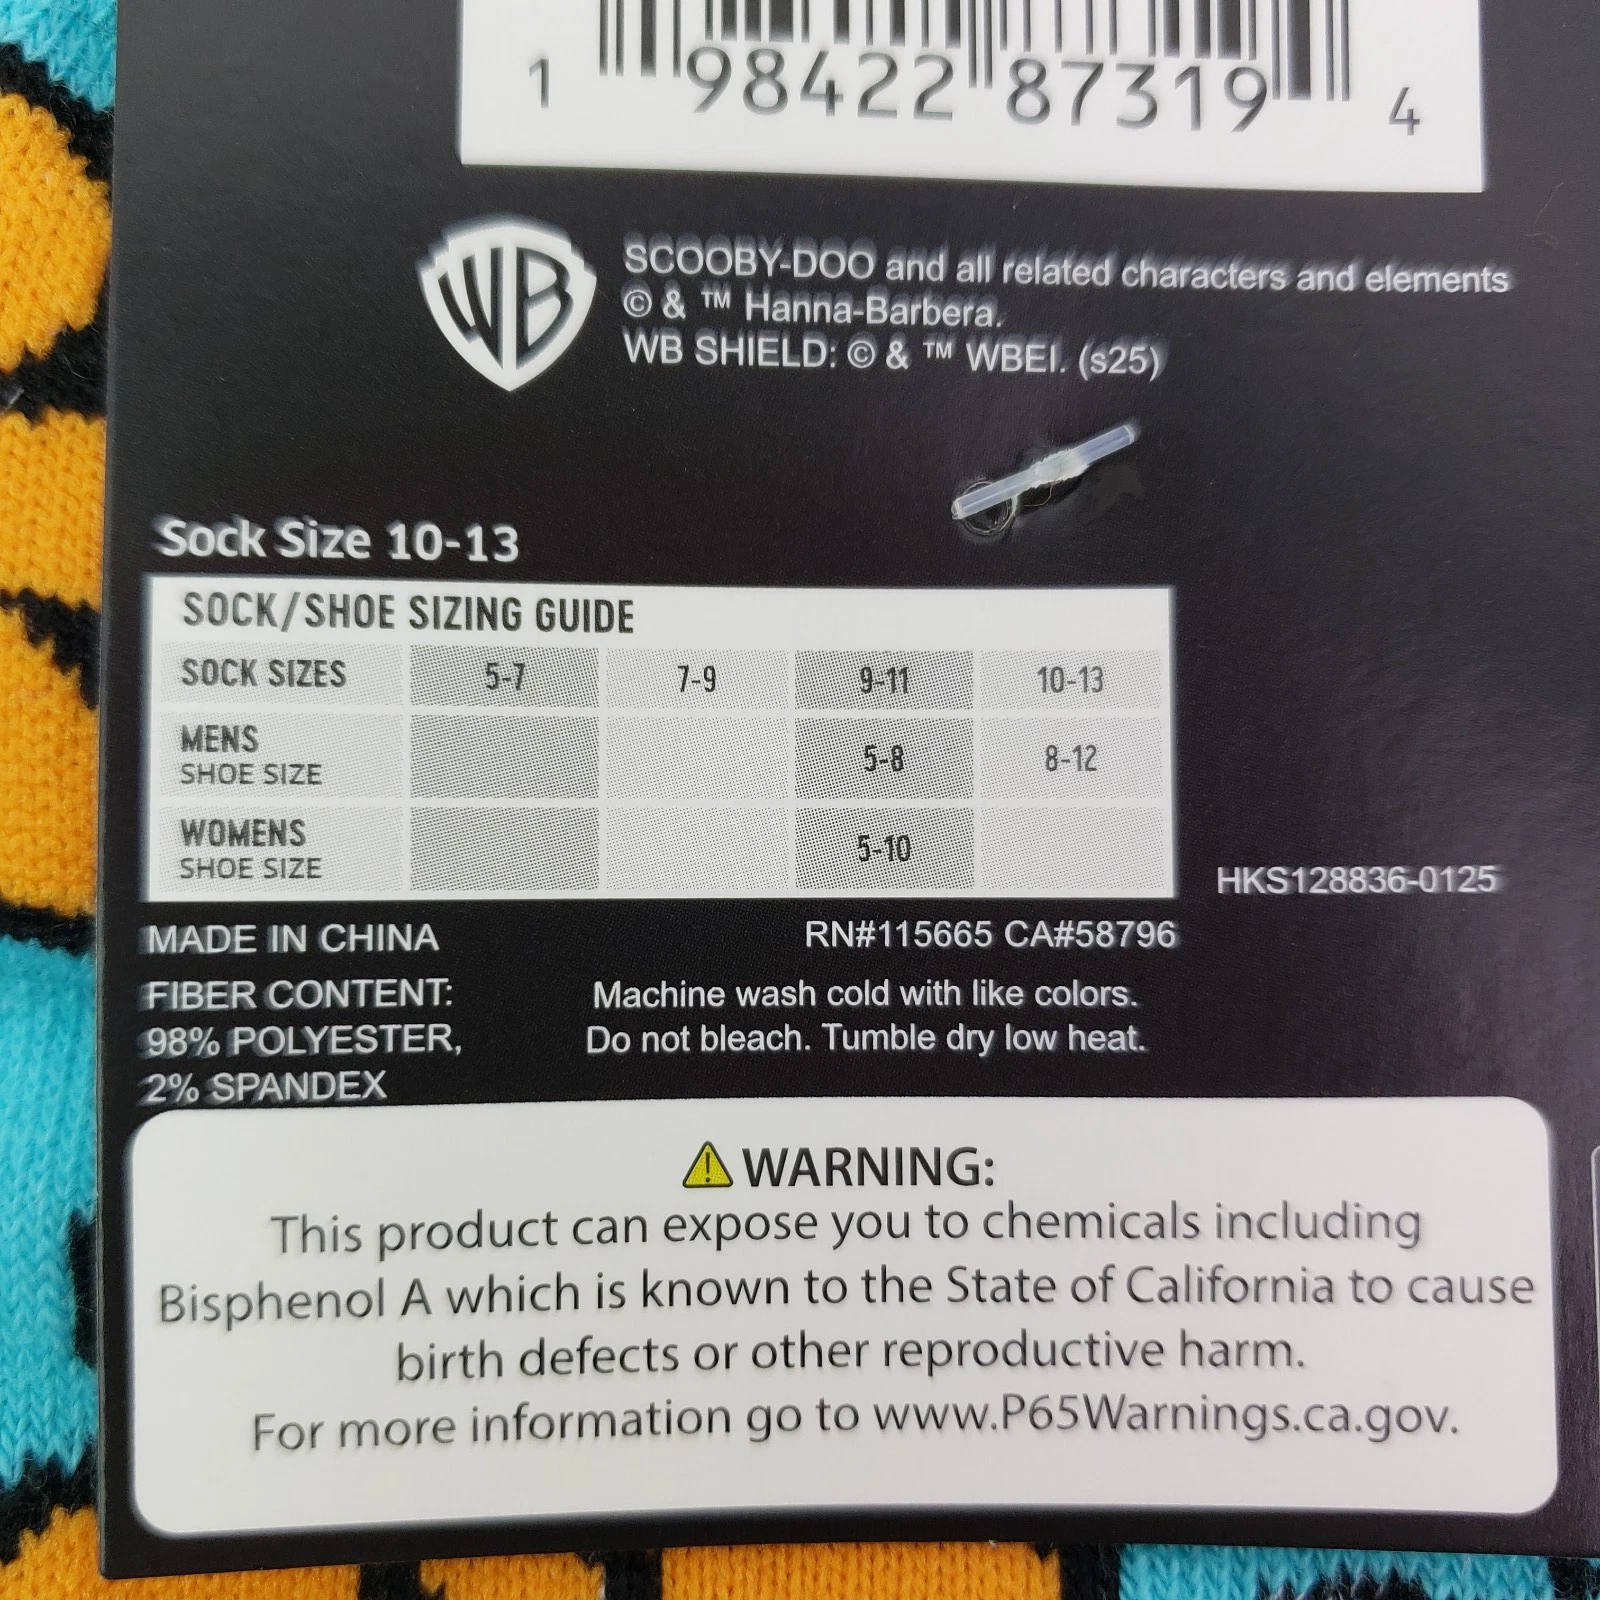 1 98422 87319 4
WB
SCOOBY-DOO and all related characters and elements
© & ™ Hanna-Barbera.
WB SHIELD: © & ™ WBEI. (s25)
Sock Size 10-13
SOCK/SHOE SIZING GUIDE
SOCK SIZES 5-7 7-9 9-11 10-13
MENS
SHOE SIZE 5-8 8-12
WOMENS
SHOE SIZE 5-10
HKS128836-0125
MADE IN CHINA RN#115665 CA#58796
FIBER CONTENT:
98% POLYESTER,
2% SPANDEX
Machine wash cold with like colors.
Do not bleach. Tumble dry low heat.
⚠ WARNING:
This product can expose you to chemicals including
Bisphenol A which is known to the State of California to cause
birth defects or other reproductive harm.
For more information go to www.P65Warnings.ca.gov.